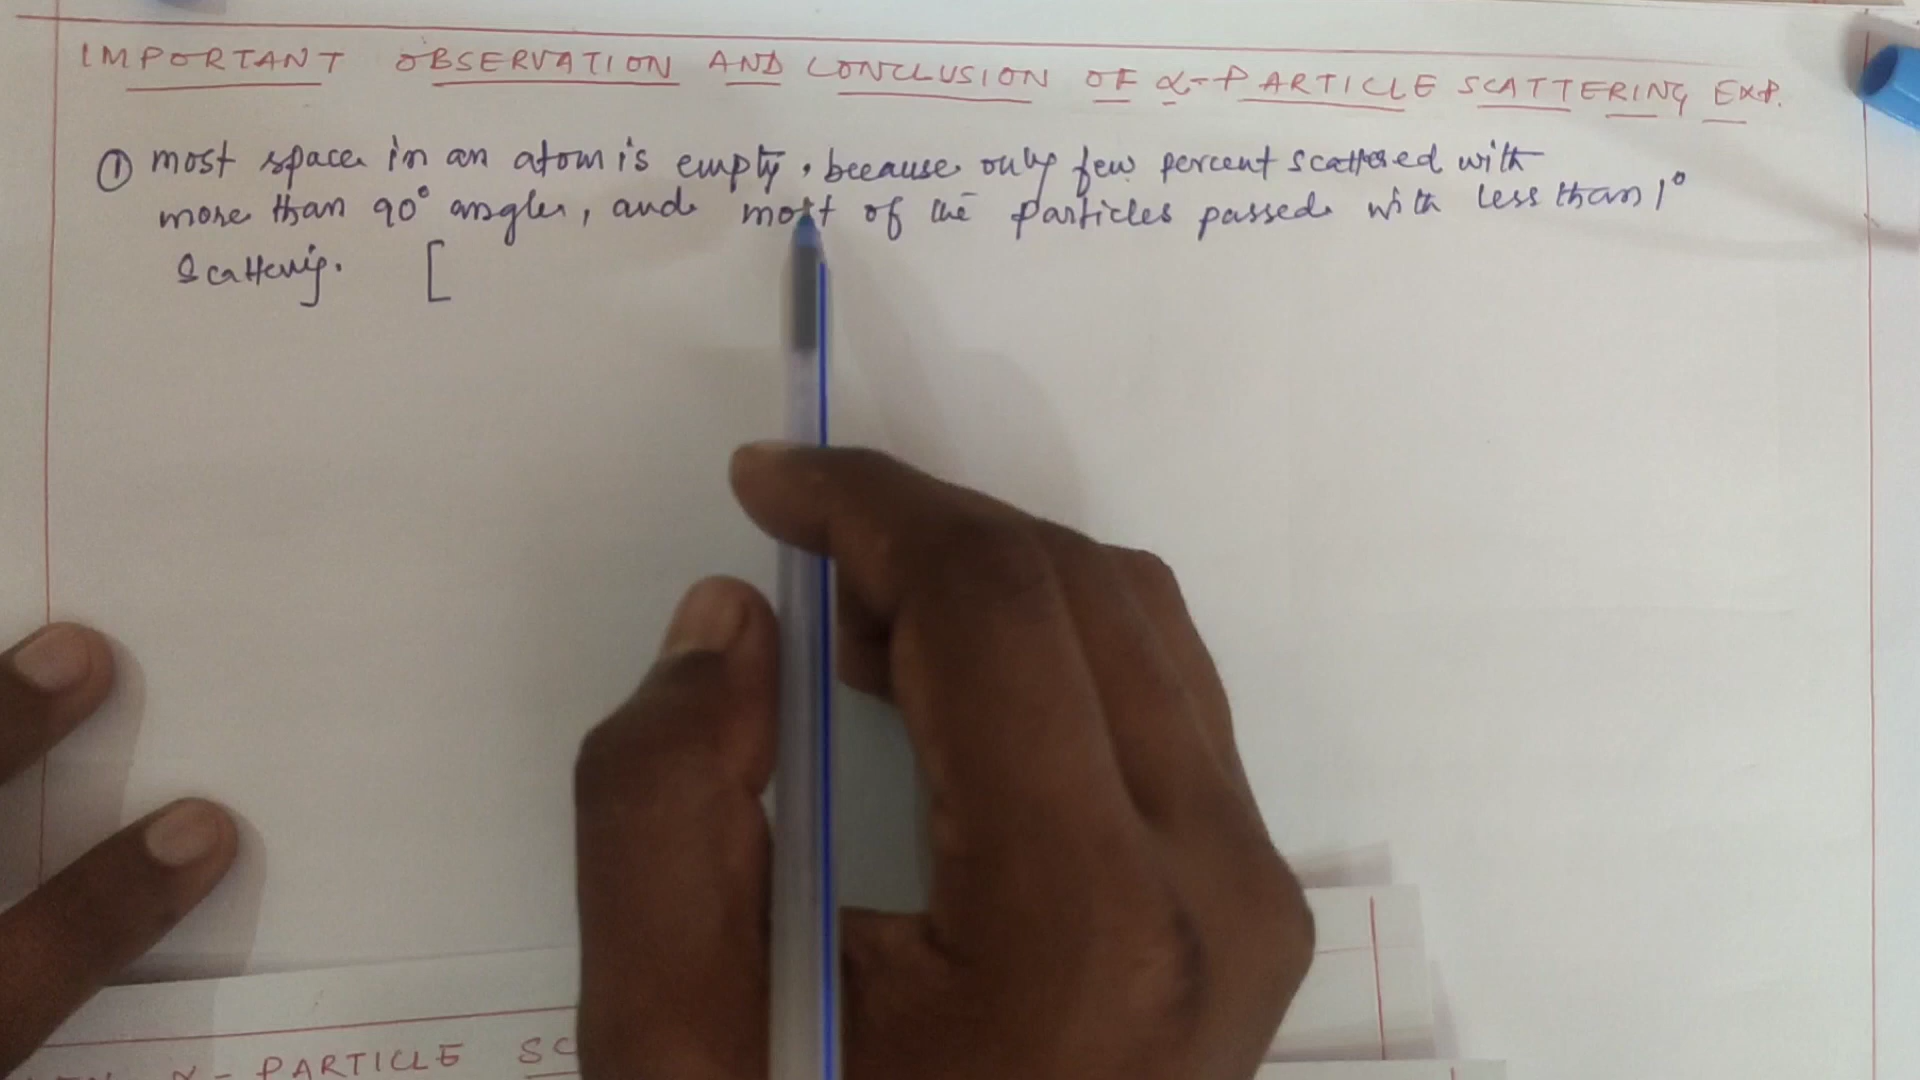 IMPORTANT OBSERVATION AND CONCLUSION OF α-PARTICLE SCATTERING EXP.
① most space in an atom is empty, because only few percent scattered with
more than 90° angles, and most of the particles passed with less than 1°
scattering. [
α-PARTICLE SC